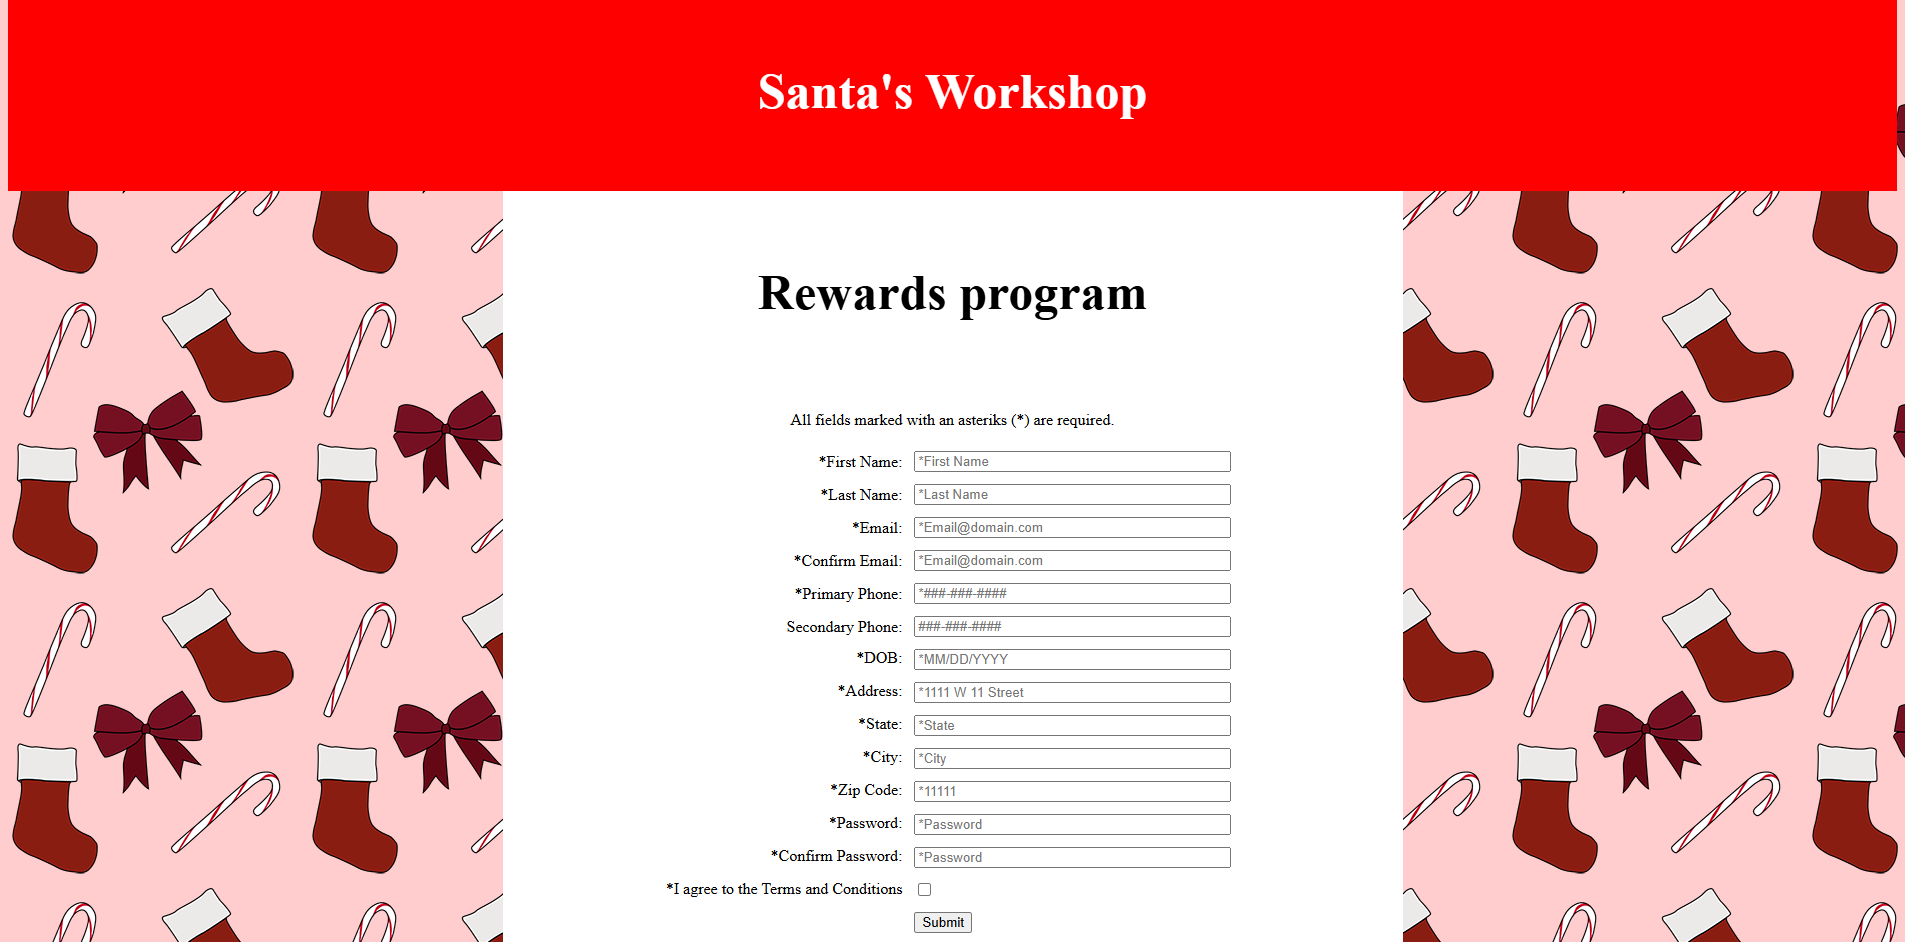 Santa's Workshop
Rewards program
All fields marked with an asteriks (*) are required.
*First Name: *First Name
*Last Name: *Last Name
*Email: *Email@domain.com
*Confirm Email: *Email@domain.com
*Primary Phone: *###-###-####
Secondary Phone: ###-###-####
*DOB: *MM/DD/YYYY
*Address: *1111 W 11 Street
*State: *State
*City: *City
*Zip Code: *11111
*Password: *Password
*Confirm Password: *Password
*I agree to the Terms and Conditions
Submit